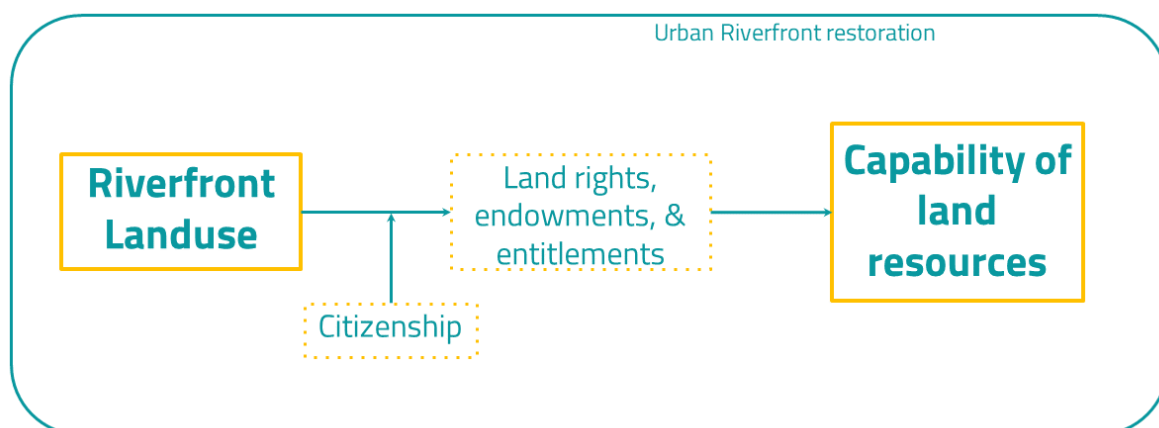 Urban Riverfront restoration
Riverfront
Landuse
Land rights,
endowments, &
entitlements
Capability of
land
resources
Citizenship